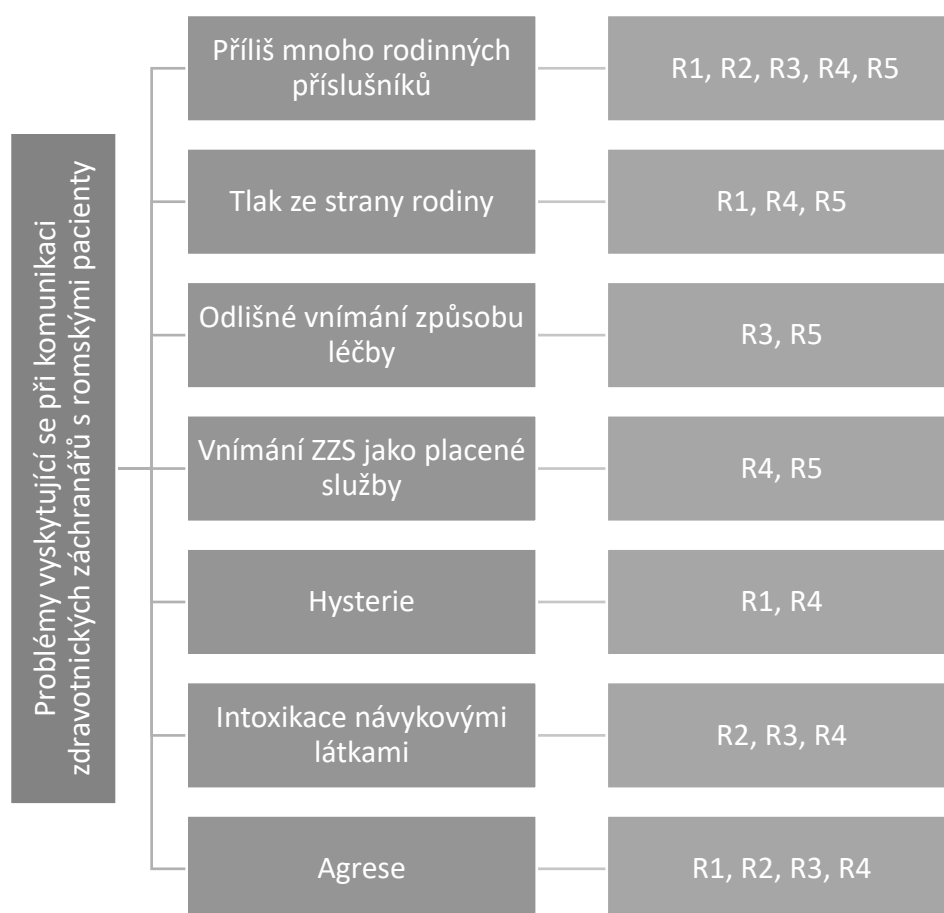 Problémy vyskytující se při komunikaci
zdravotnických záchranářů s romskými pacienty
Příliš mnoho rodinných
příslušníků
R1, R2, R3, R4, R5
Tlak ze strany rodiny
R1, R4, R5
Odlišné vnímání způsobu
léčby
R3, R5
Vnímání ZZS jako placené
služby
R4, R5
Hysterie
R1, R4
Intoxikace návykovými
látkami
R2, R3, R4
Agrese
R1, R2, R3, R4